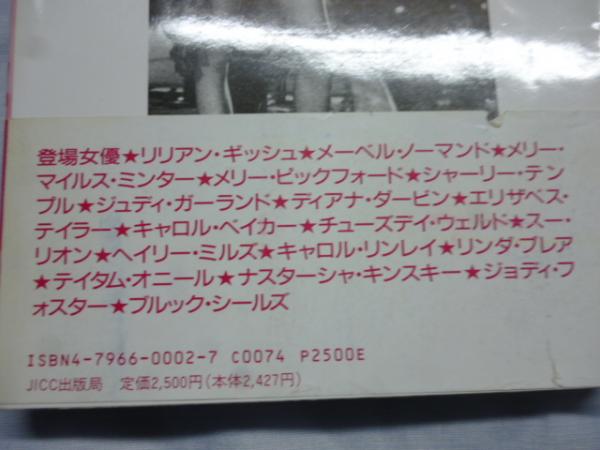 登場女優★リリアン・ギッシュ★メーベル・ノーマンド★メリー・
マイルス・ミンター★メリー・ピックフォード★シャーリー・テン
プル★ジュディ・ガーランド★ディアナ・ダービン★エリザベス・
テイラー★キャロル・ベイカー★チューズデイ・ウェルド★スー・
リオン★ヘイリー・ミルズ★キャロル・リンレイ★リンダ・ブレア
★テイタム・オニール★ナスターシャ・キンスキー★ジョディ・フ
ォスター★ブルック・シールズ
ISBN4-7966-0002-7 C0074 P2500E
JICC出版局 定価2,500円(本体2,427円)